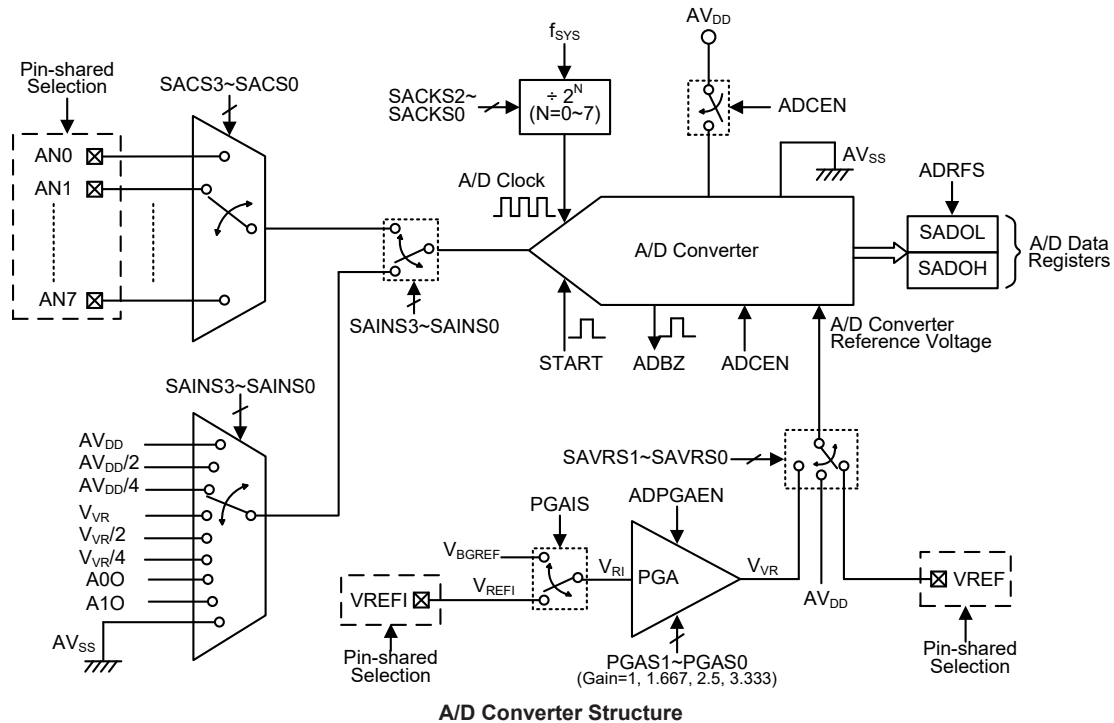 Pin-shared
Selection
AN0
AN1
AN7
SACS3~SACS0
SAINS3~SAINS0
fSYS
SACKS2~
SACKS0
÷ 2^N
(N=0~7)
A/D Clock
AVDD
ADCEN
AVSS
A/D Converter
START
ADBZ
ADCEN
A/D Converter
Reference Voltage
ADRFS
SADOL
SADOH
A/D Data
Registers
SAINS3~SAINS0
AVDD
AVDD/2
AVDD/4
VVR
VVR/2
VVR/4
A0O
A1O
AVSS
SAVRS1~SAVRS0
PGAIS
ADPGAEN
VBGREF
VREFI
VREFI
Pin-shared
Selection
VRI
PGA
VVR
PGAS1~PGAS0
(Gain=1, 1.667, 2.5, 3.333)
AVDD
VREF
Pin-shared
Selection
A/D Converter Structure